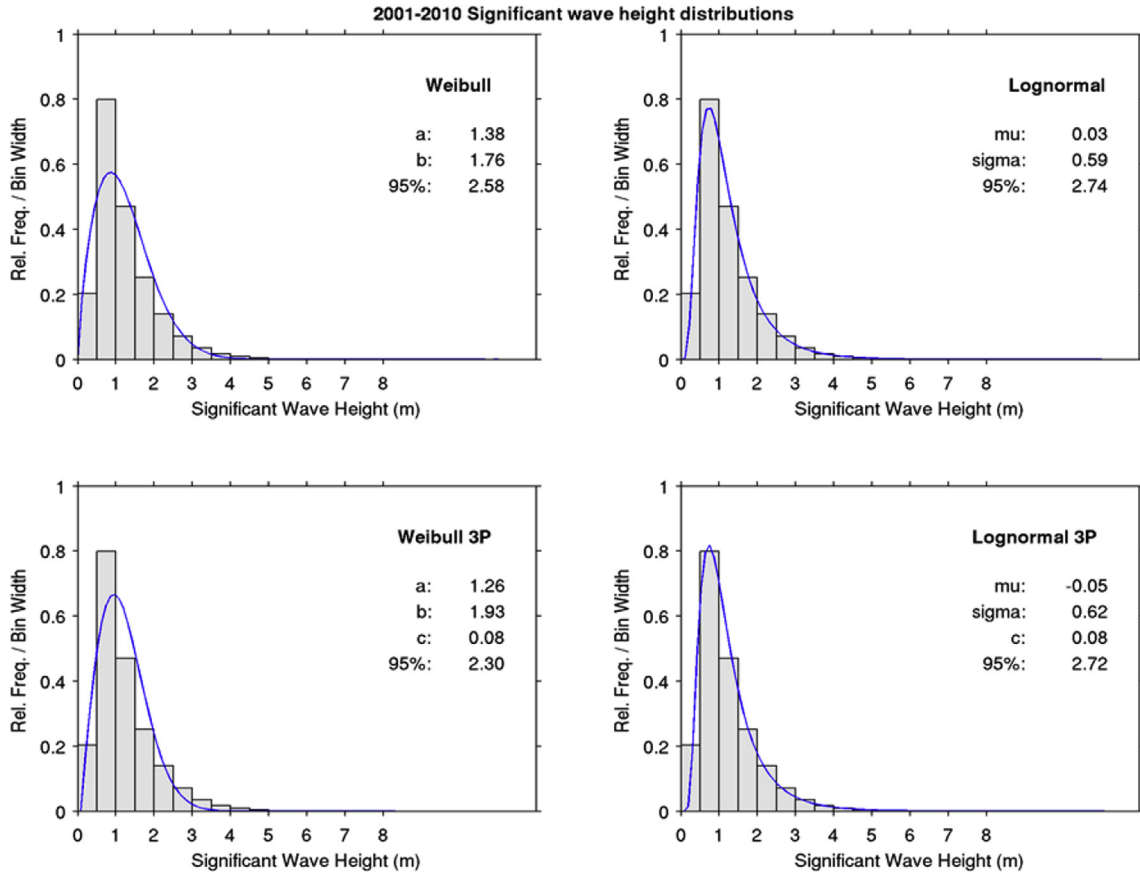 2001-2010 Significant wave height distributions
1
0.8
0.6
0.4
0.2
0
Rel. Freq. / Bin Width
Weibull
a: 1.38
b: 1.76
95%: 2.58
0 1 2 3 4 5 6 7 8
Significant Wave Height (m)
1
0.8
0.6
0.4
0.2
0
Rel. Freq. / Bin Width
Lognormal
mu: 0.03
sigma: 0.59
95%: 2.74
0 1 2 3 4 5 6 7 8
Significant Wave Height (m)
1
0.8
0.6
0.4
0.2
0
Rel. Freq. / Bin Width
Weibull 3P
a: 1.26
b: 1.93
c: 0.08
95%: 2.30
0 1 2 3 4 5 6 7 8
Significant Wave Height (m)
1
0.8
0.6
0.4
0.2
0
Rel. Freq. / Bin Width
Lognormal 3P
mu: -0.05
sigma: 0.62
c: 0.08
95%: 2.72
0 1 2 3 4 5 6 7 8
Significant Wave Height (m)